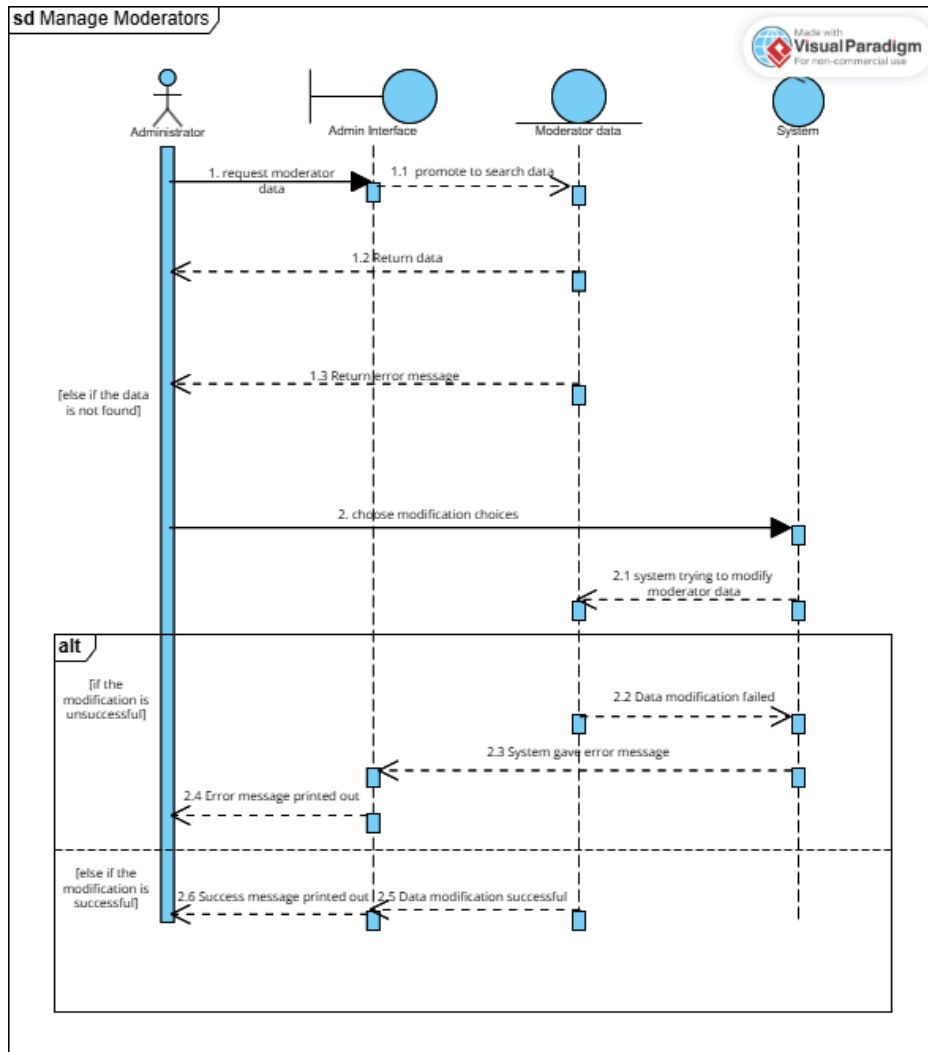 sd Manage Moderators
Made with
Visual Paradigm
For non-commercial use
Administrator
Admin Interface
Moderator data
System
1. request moderator
data
1.1 promote to search data
1.2 Return data
1.3 Return error message
[else if the data
is not found]
2. choose modification choices
2.1 system trying to modify
moderator data
alt
[if the
modification is
unsuccessful]
2.2 Data modification failed
2.3 System gave error message
2.4 Error message printed out
[else if the
modification is
successful]
2.6 Success message printed out
2.5 Data modification successful